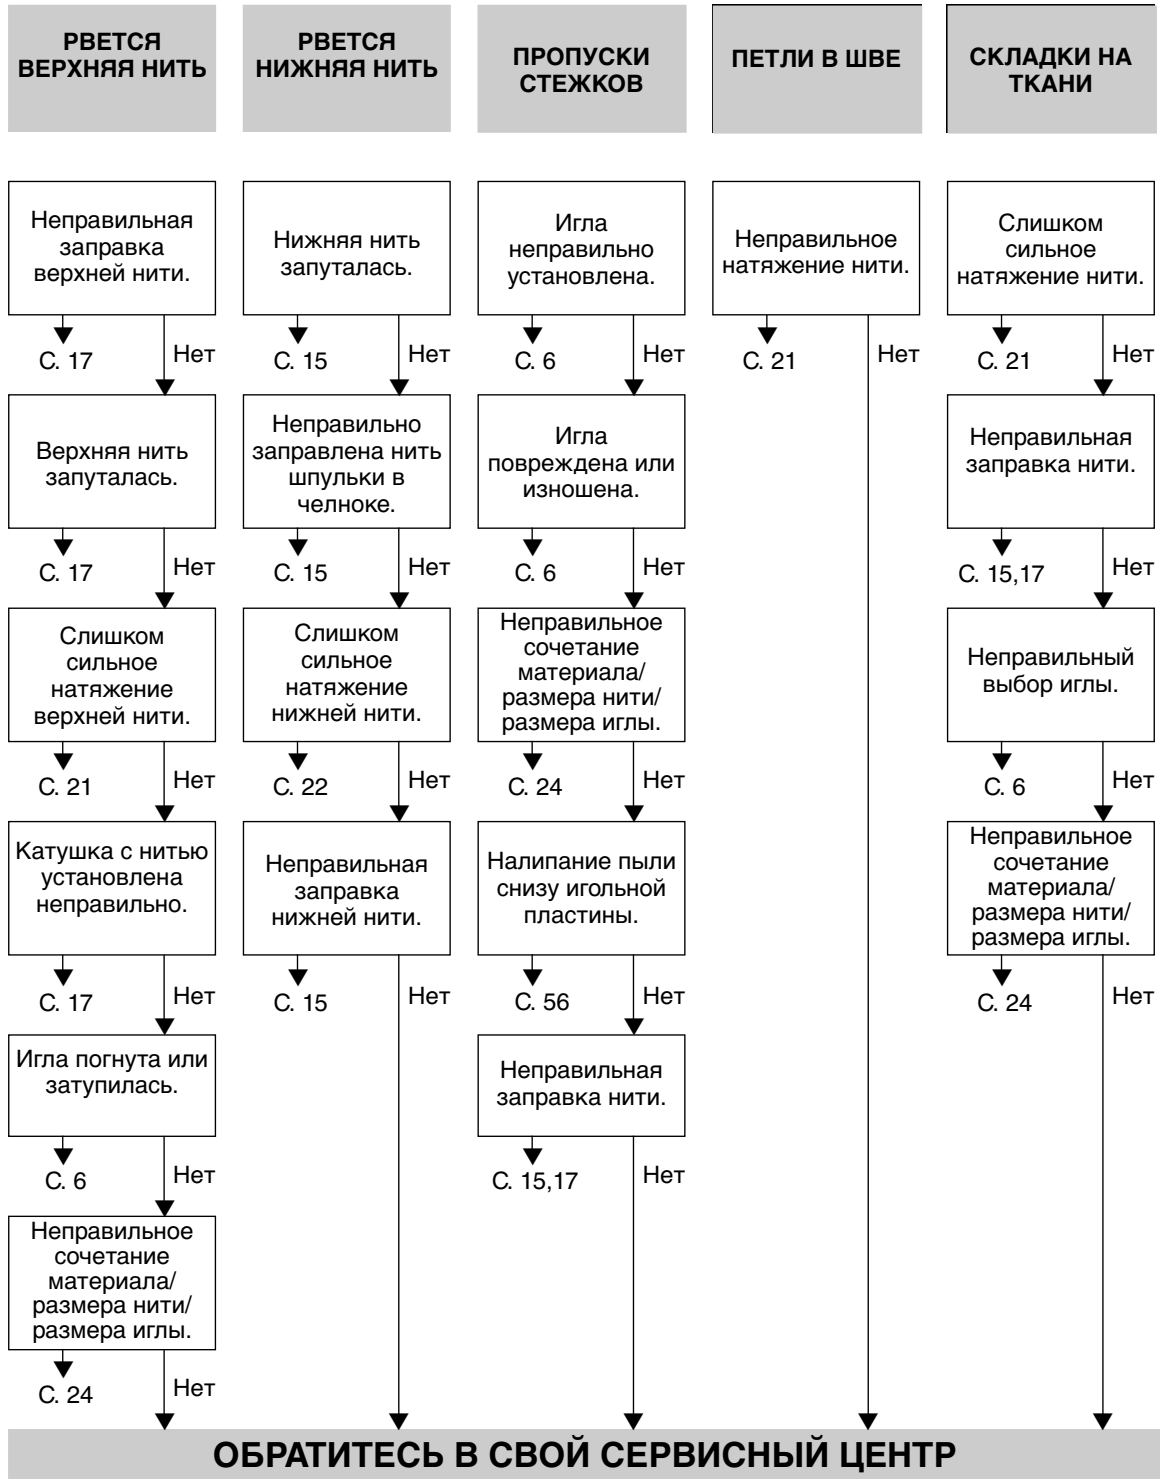 РВЕТСЯ
ВЕРХНЯЯ НИТЬ
Неправильная
заправка
верхней нити.
С. 17
Нет
Верхняя нить
запуталась.
С. 17
Нет
Слишком
сильное
натяжение
верхней нити.
С. 21
Нет
Катушка с нитью
установлена
неправильно.
С. 17
Нет
Игла погнута или
затупилась.
С. 6
Нет
Неправильное
сочетание
материала/
размера нити/
размера иглы.
С. 24
Нет
РВЕТСЯ
НИЖНЯЯ НИТЬ
Нижняя нить
запуталась.
С. 15
Нет
Неправильно
заправлена нить
шпульки в
челноке.
С. 15
Нет
Слишком
сильное
натяжение
нижней нити.
С. 22
Нет
Неправильная
заправка
нижней нити.
С. 15
Нет
ПРОПУСКИ
СТЕЖКОВ
Игла
неправильно
установлена.
С. 6
Нет
Игла
повреждена или
изношена.
С. 6
Нет
Неправильное
сочетание
материала/
размера нити/
размера иглы.
С. 24
Нет
Налипание пыли
снизу игольной
пластины.
С. 56
Нет
Неправильная
заправка нити.
С. 15,17
Нет
ПЕТЛИ В ШВЕ
Неправильное
натяжение нити.
С. 21
Нет
СКЛАДКИ НА
ТКАНИ
Слишком
сильное
натяжение нити.
С. 21
Нет
Неправильная
заправка нити.
С. 15,17
Нет
Неправильный
выбор иглы.
С. 6
Нет
Неправильное
сочетание
материала/
размера нити/
размера иглы.
С. 24
Нет
ОБРАТИТЕСЬ В СВОЙ СЕРВИСНЫЙ ЦЕНТР